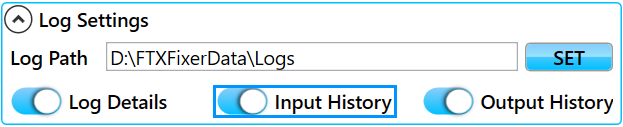 Log Settings
Log Path D:\FTXFixerData\Logs SET
Log Details Input History Output History